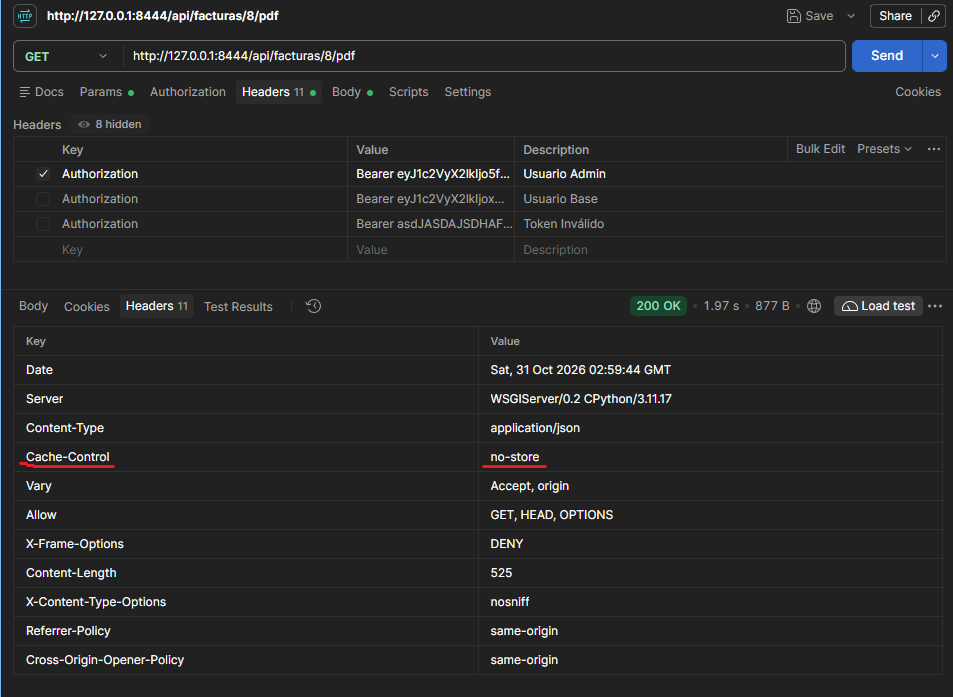 HTTP http://127.0.0.1:8444/api/facturas/8/pdf Save Share
GET http://127.0.0.1:8444/api/facturas/8/pdf Send
Docs Params Authorization Headers 11 Body Scripts Settings Cookies
Headers 8 hidden
Key Value Description Bulk Edit Presets
Authorization Bearer eyJ1c2VyX2lkIjo5f... Usuario Admin
Authorization Bearer eyJ1c2VyX2lkIjox... Usuario Base
Authorization Bearer asdJASDAJSDHAF... Token Inválido
Key Value Description
Body Cookies Headers 11 Test Results 200 OK 1.97 s 877 B Load test
Key Value
Date Sat, 31 Oct 2026 02:59:44 GMT
Server WSGIServer/0.2 CPython/3.11.17
Content-Type application/json
Cache-Control no-store
Vary Accept, origin
Allow GET, HEAD, OPTIONS
X-Frame-Options DENY
Content-Length 525
X-Content-Type-Options nosniff
Referrer-Policy same-origin
Cross-Origin-Opener-Policy same-origin